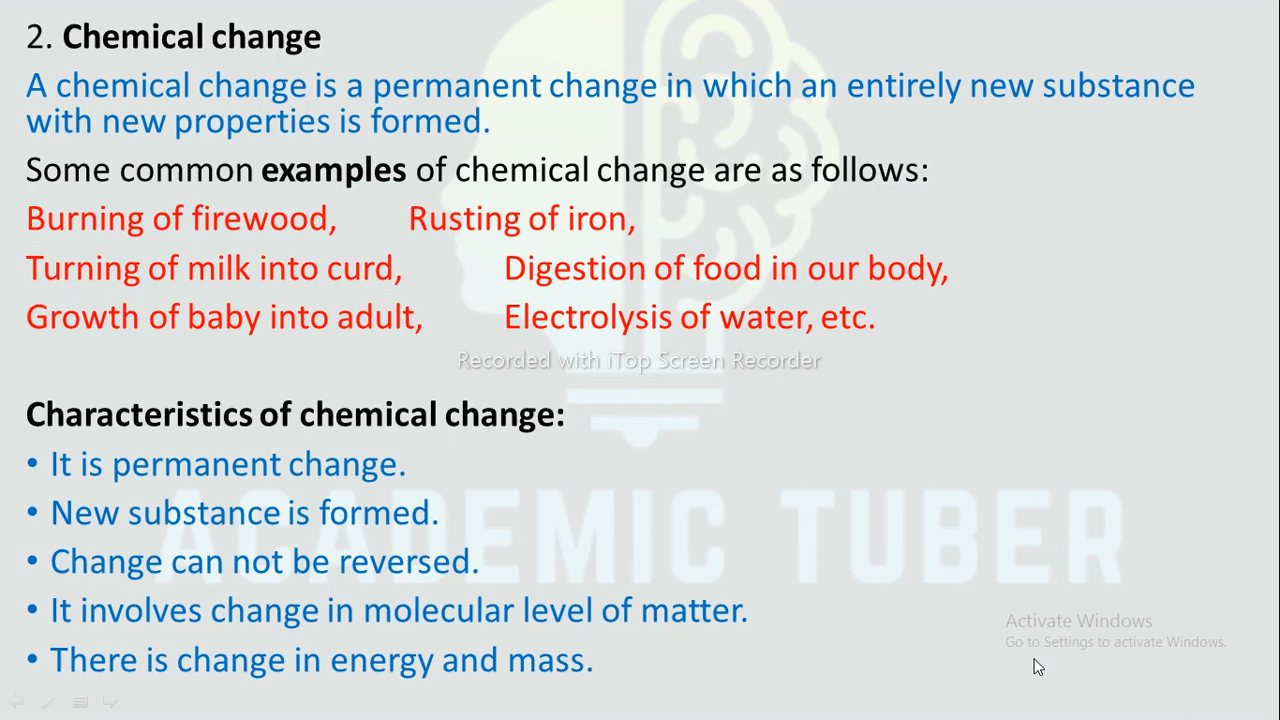 2. Chemical change
A chemical change is a permanent change in which an entirely new substance
with new properties is formed.
Some common examples of chemical change are as follows:
Burning of firewood, Rusting of iron,
Turning of milk into curd, Digestion of food in our body,
Growth of baby into adult, Electrolysis of water, etc.
Recorded with iTop Screen Recorder
Characteristics of chemical change:
• It is permanent change.
• New substance is formed.
ACADEMIC TUBER
• Change can not be reversed.
• It involves change in molecular level of matter.
Activate Windows
Go to Settings to activate Windows.
• There is change in energy and mass.